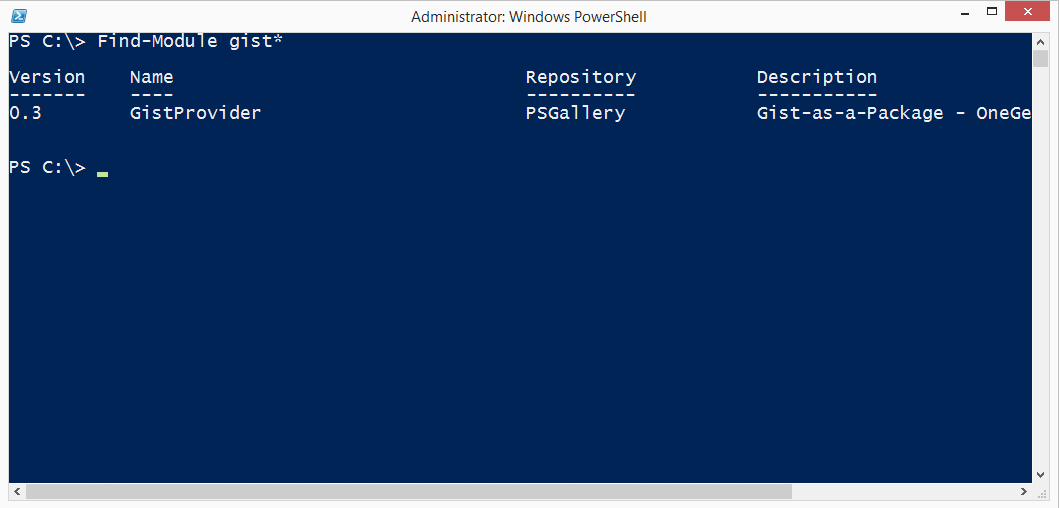 Administrator: Windows PowerShell
PS C:\> Find-Module gist*
Version Name Repository Description
------- ---- ---------- -----------
0.3 GistProvider PSGallery Gist-as-a-Package - OneGe
PS C:\>